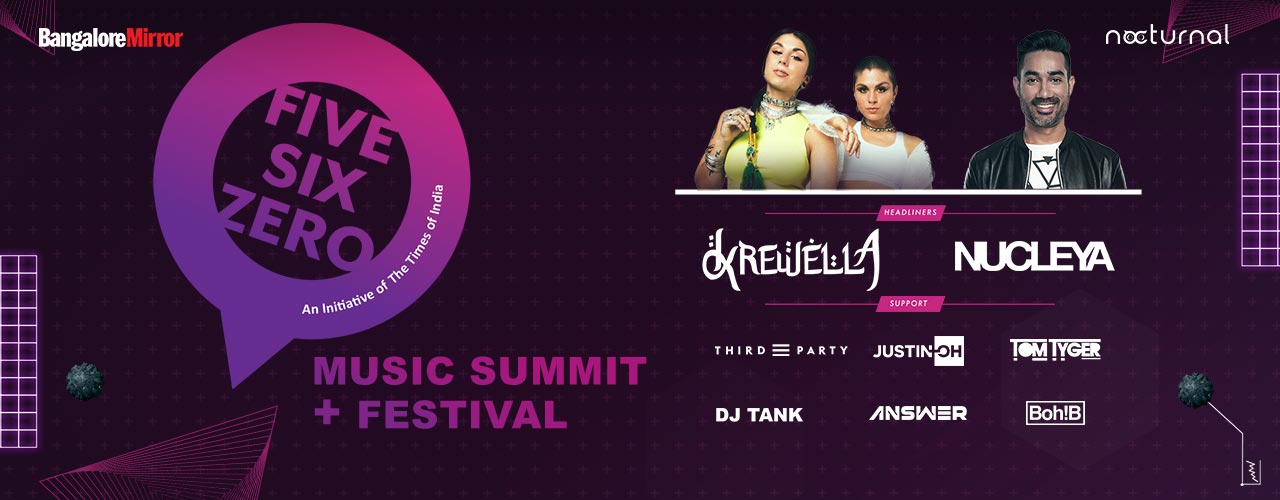 BangaloreMirror
nocturnal
FIVE
SIX
ZERO
An Initiative of The Times of India
MUSIC SUMMIT
+ FESTIVAL
HEADLINERS
KREWELLA
NUCLEYA
SUPPORT
THIRD PARTY
JUSTIN-OH
TOM TYGER
DJ TANK
ANSWER
Boh!B